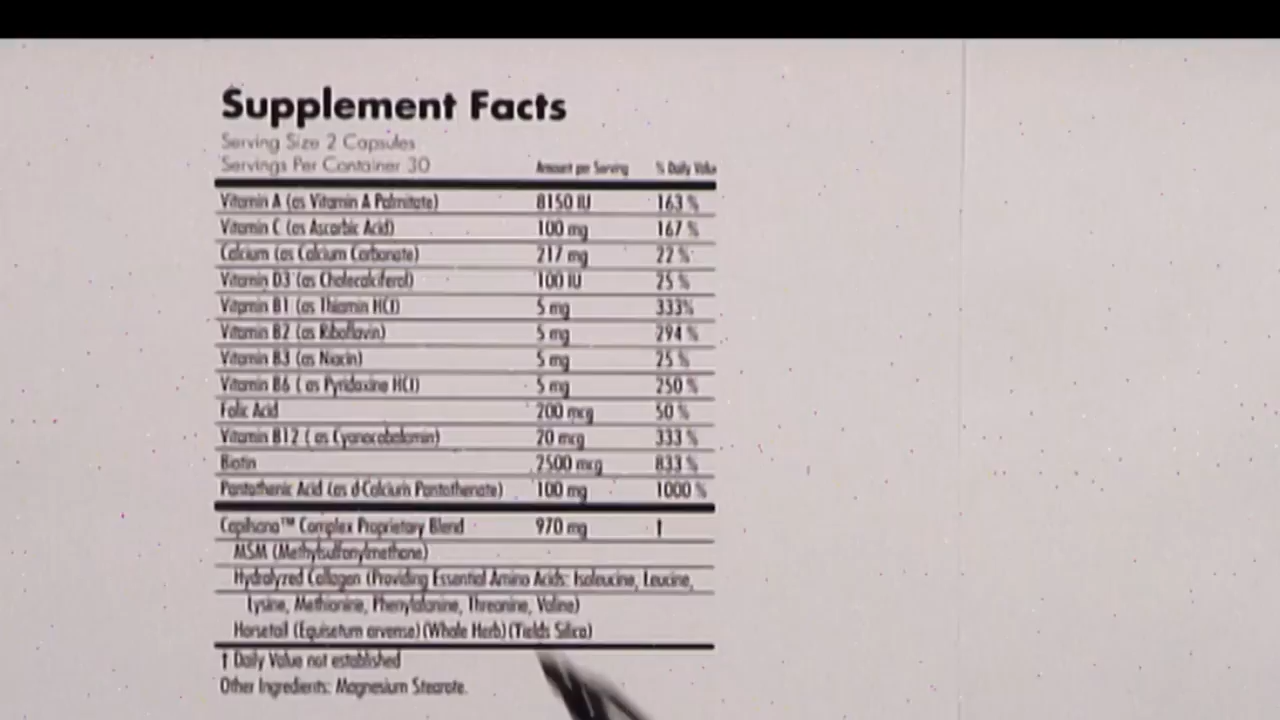 Supplement Facts
Serving Size 2 Capsules
Servings Per Container 30
Amount per Serving % Daily Value
Vitamin A (as Vitamin A Palmitate) 8150 IU 163 %
Vitamin C (as Ascorbic Acid) 100 mg 167 %
Calcium (as Calcium Carbonate) 217 mg 22 %
Vitamin D3 (as Cholecalciferol) 100 IU 25 %
Vitamin B1 (as Thiamin HCl) 5 mg 333%
Vitamin B2 (as Riboflavin) 5 mg 294 %
Vitamin B3 (as Niacin) 5 mg 25 %
Vitamin B6 ( as Pyridoxine HCl) 5 mg 250 %
Folic Acid 200 mcg 50 %
Vitamin B12 ( as Cyanocobalamin) 20 mcg 333 %
Biotin 2500 mcg 833 %
Pantothenic Acid (as d-Calcium Pantothenate) 100 mg 1000 %
Capihana™ Complex Proprietary Blend 970 mg †
MSM (Methylsulfonylmethane)
Hydrolyzed Collagen (Providing Essential Amino Acids: Isoleucine, Leucine,
Lysine, Methionine, Phenylalanine, Threonine, Valine)
Horsetail (Equisetum arvense) (Whole Herb) (Yields Silica)
† Daily Value not established
Other Ingredients: Magnesium Stearate.